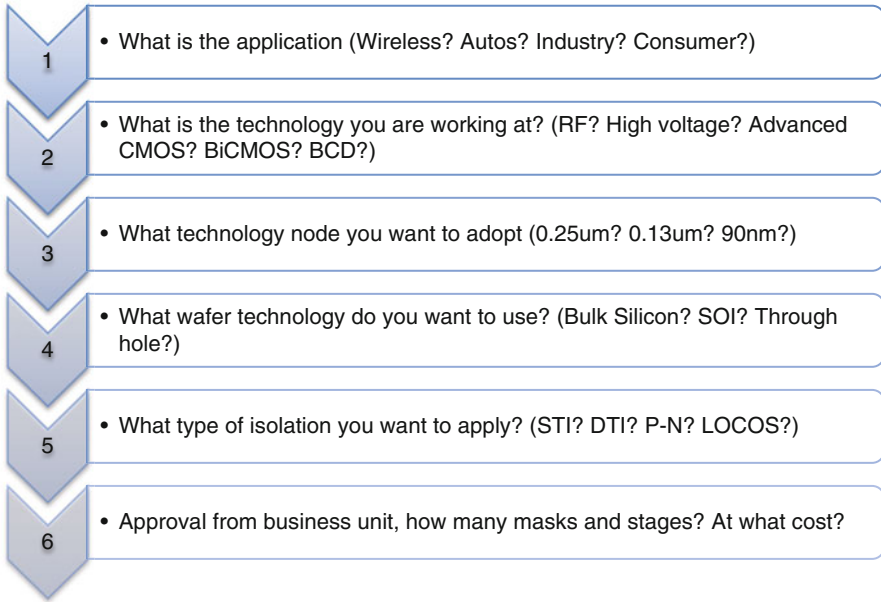 1
• What is the application (Wireless? Autos? Industry? Consumer?)
2
• What is the technology you are working at? (RF? High voltage? Advanced
CMOS? BiCMOS? BCD?)
3
• What technology node you want to adopt (0.25um? 0.13um? 90nm?)
4
• What wafer technology do you want to use? (Bulk Silicon? SOI? Through
hole?)
5
• What type of isolation you want to apply? (STI? DTI? P-N? LOCOS?)
6
• Approval from business unit, how many masks and stages? At what cost?